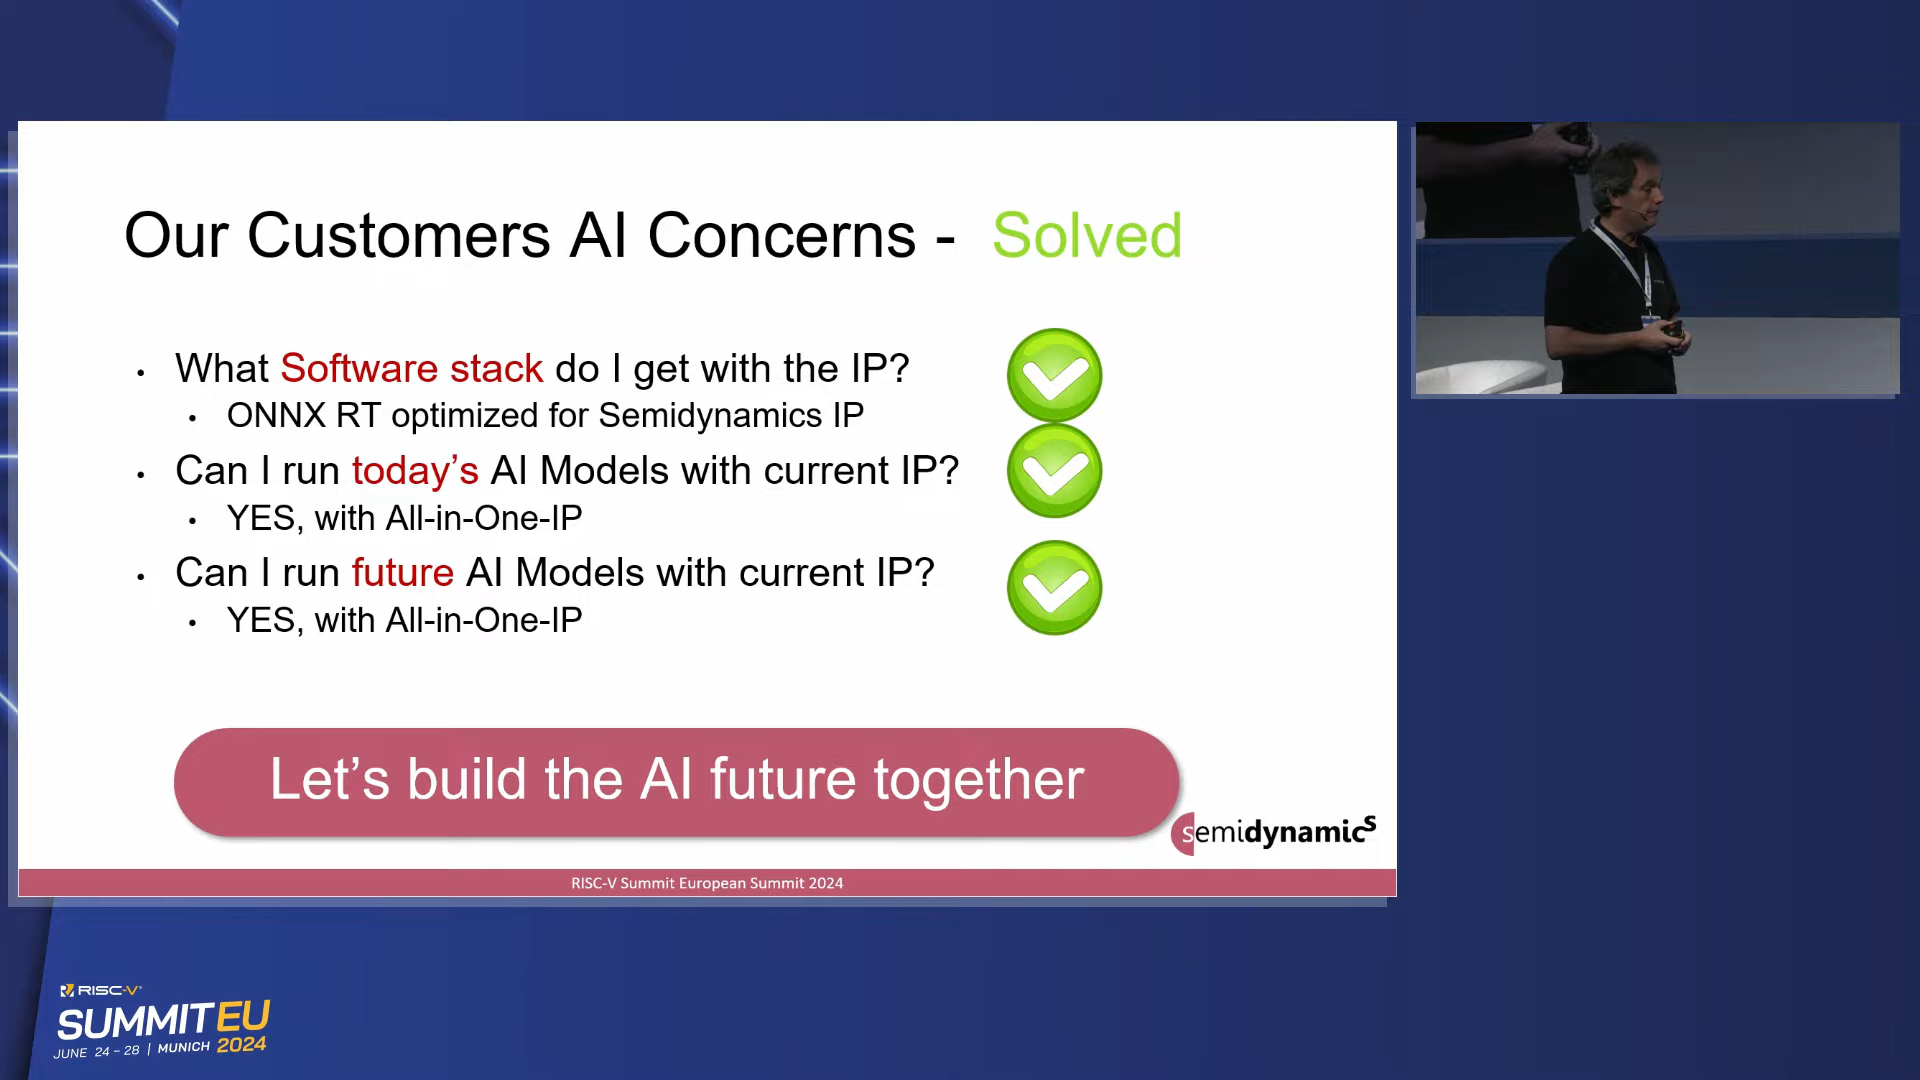 Our Customers AI Concerns - Solved
• What Software stack do I get with the IP?
• ONNX RT optimized for Semidynamics IP
• Can I run today’s AI Models with current IP?
• YES, with All-in-One-IP
• Can I run future AI Models with current IP?
• YES, with All-in-One-IP
Let’s build the AI future together
semidynamics
RISC-V Summit European Summit 2024
RISC-V®
SUMMIT EU
JUNE 24 – 28 | MUNICH 2024